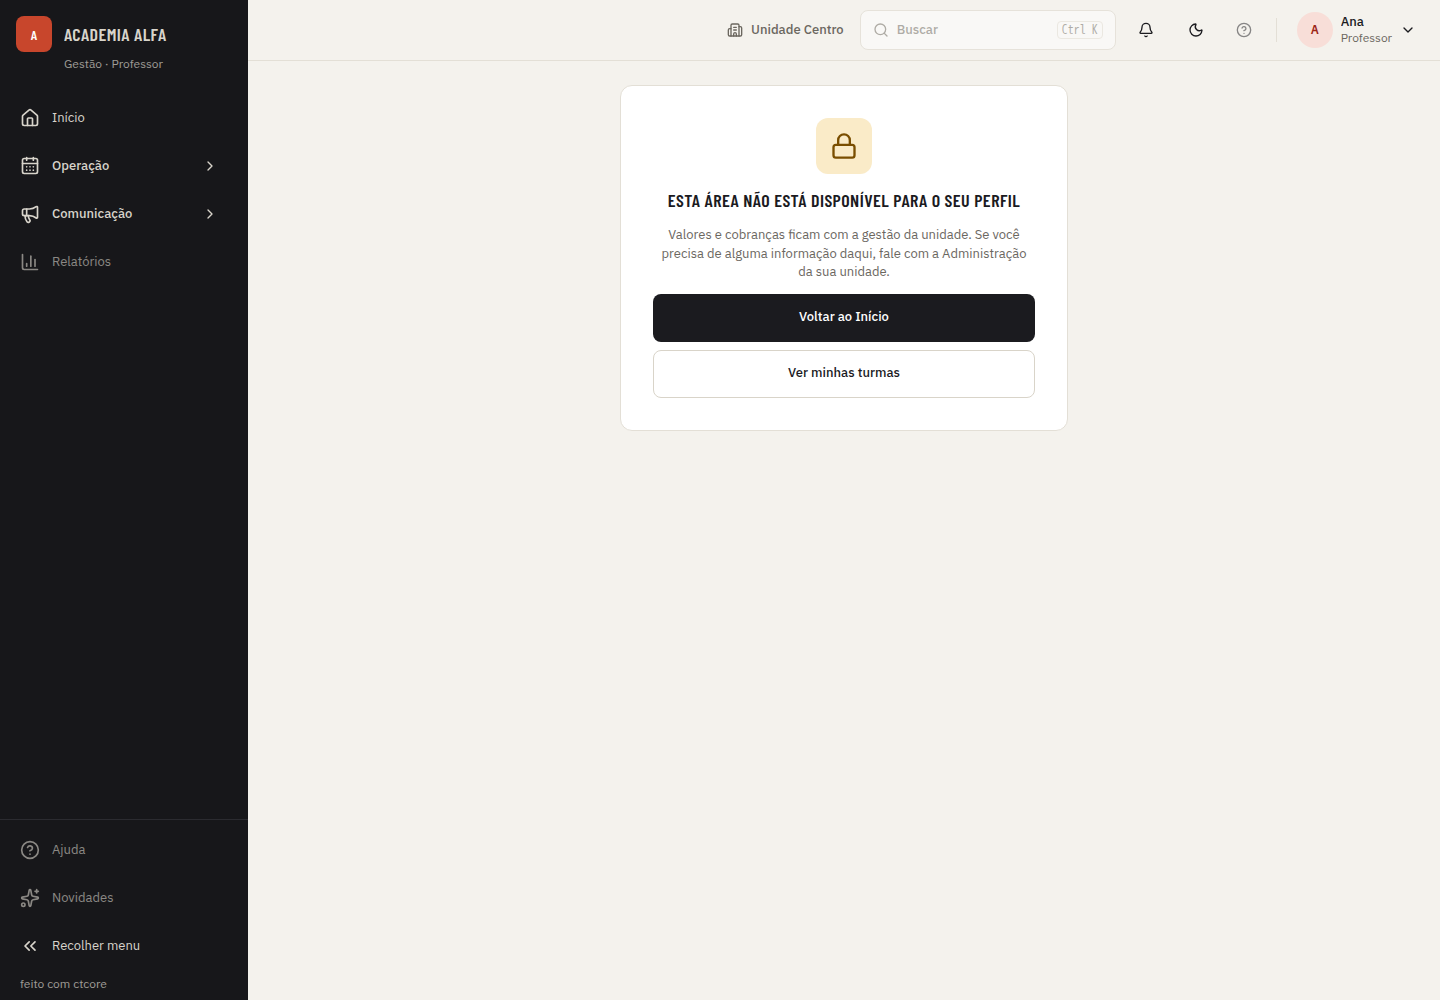 A
ACADEMIA ALFA
Gestão · Professor
Início
Operação
Comunicação
Relatórios
Ajuda
Novidades
Recolher menu
feito com ctcore
Unidade Centro
Buscar
Ctrl K
A
Ana
Professor
ESTA ÁREA NÃO ESTÁ DISPONÍVEL PARA O SEU PERFIL
Valores e cobranças ficam com a gestão da unidade. Se você
precisa de alguma informação daqui, fale com a Administração
da sua unidade.
Voltar ao Início
Ver minhas turmas